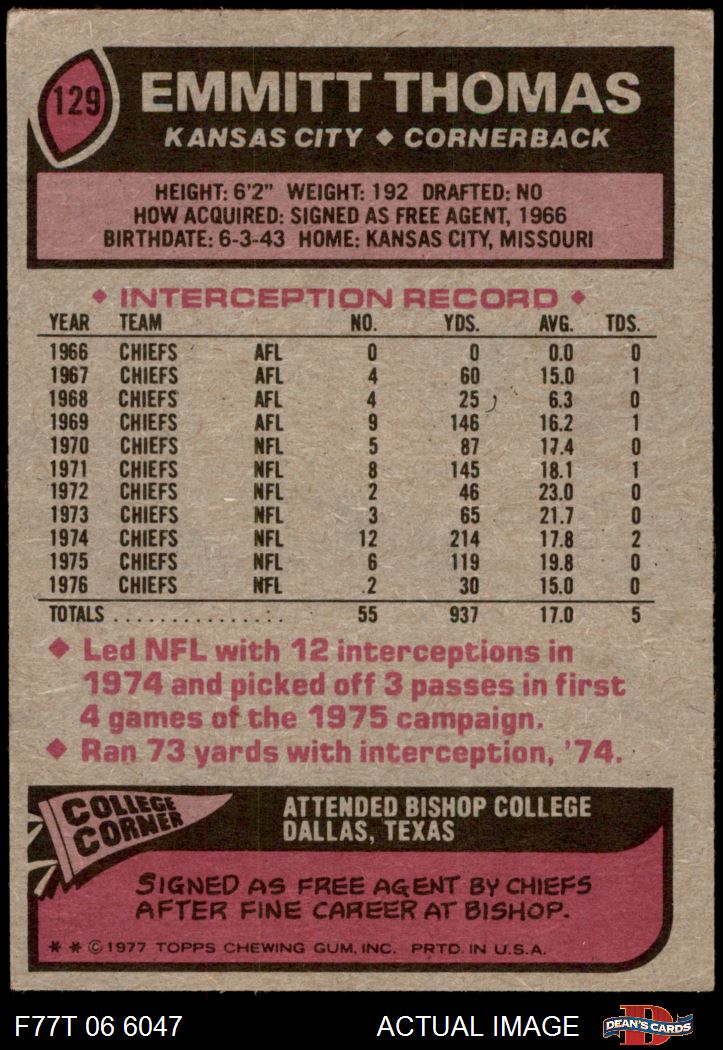 129
EMMITT THOMAS
KANSAS CITY ◆ CORNERBACK
HEIGHT: 6'2" WEIGHT: 192 DRAFTED: NO
HOW ACQUIRED: SIGNED AS FREE AGENT, 1966
BIRTHDATE: 6-3-43 HOME: KANSAS CITY, MISSOURI
◆ INTERCEPTION RECORD ◆
YEAR TEAM NO. YDS. AVG. TDS.
1966 CHIEFS AFL 0 0 0.0 0
1967 CHIEFS AFL 4 60 15.0 1
1968 CHIEFS AFL 4 25 6.3 0
1969 CHIEFS AFL 9 146 16.2 1
1970 CHIEFS NFL 5 87 17.4 0
1971 CHIEFS NFL 8 145 18.1 1
1972 CHIEFS NFL 2 46 23.0 0
1973 CHIEFS NFL 3 65 21.7 0
1974 CHIEFS NFL 12 214 17.8 2
1975 CHIEFS NFL 6 119 19.8 0
1976 CHIEFS NFL 2 30 15.0 0
TOTALS . . . . . . . . . . . . . . . 55 937 17.0 5
◆ Led NFL with 12 interceptions in
1974 and picked off 3 passes in first
4 games of the 1975 campaign.
◆ Ran 73 yards with interception, '74.
COLLEGE
CORNER
ATTENDED BISHOP COLLEGE
DALLAS, TEXAS
SIGNED AS FREE AGENT BY CHIEFS
AFTER FINE CAREER AT BISHOP.
* * © 1977 TOPPS CHEWING GUM, INC. PRTD. IN U.S.A.
F77T 06 6047 ACTUAL IMAGE
D
DEAN'S CARDS